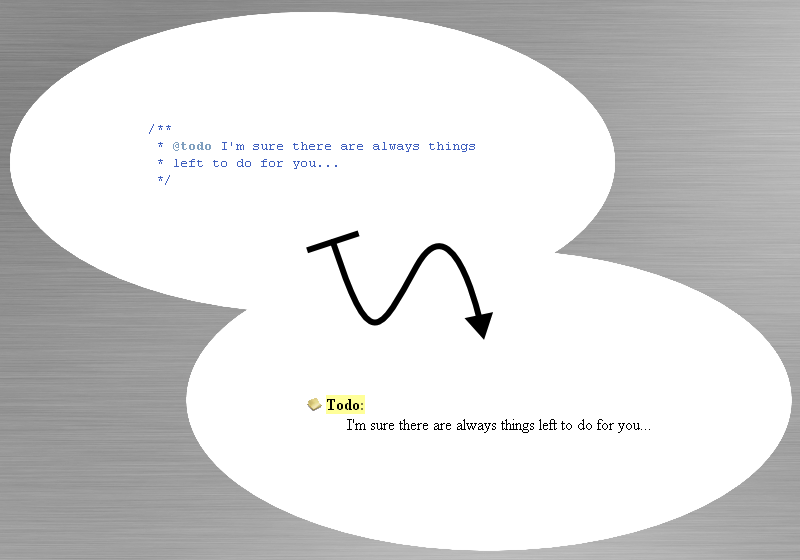 /**
* @todo I'm sure there are always things
* left to do for you...
*/
Todo:
I'm sure there are always things left to do for you...